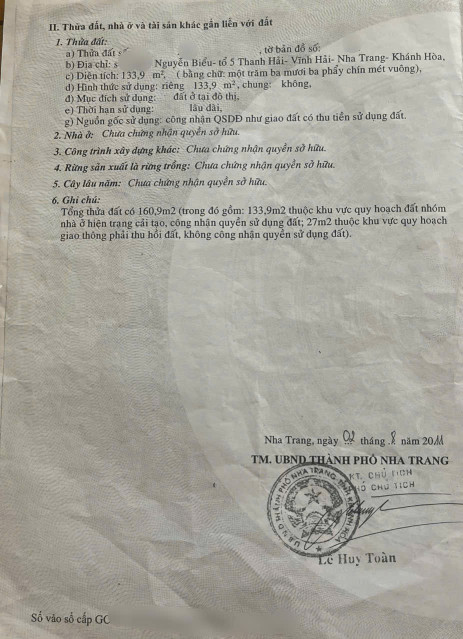 II. Thửa đất, nhà ở và tài sản khác gắn liền với đất
1. Thửa đất:
a) Thửa đất s , tờ bản đồ số:
b) Địa chỉ: s Nguyễn Biểu- tổ 5 Thanh Hải- Vĩnh Hải- Nha Trang- Khánh Hòa,
c) Diện tích: 133,9 m², ( bằng chữ: một trăm ba mươi ba phẩy chín mét vuông),
d) Hình thức sử dụng: riêng 133,9 m², chung: không,
đ) Mục đích sử dụng: đất ở tại đô thị,
e) Thời hạn sử dụng: lâu dài,
g) Nguồn gốc sử dụng: công nhận QSDĐ như giao đất có thu tiền sử dụng đất.
2. Nhà ở: Chưa chứng nhận quyền sở hữu.
3. Công trình xây dựng khác: Chưa chứng nhận quyền sở hữu.
4. Rừng sản xuất là rừng trồng: Chưa chứng nhận quyền sở hữu.
5. Cây lâu năm: Chưa chứng nhận quyền sở hữu.
6. Ghi chú:
Tổng thửa đất có 160,9m2 (trong đó gồm: 133,9m2 thuộc khu vực quy hoạch đất nhóm
nhà ở hiện trạng cải tạo, công nhận quyền sử dụng đất; 27m2 thuộc khu vực quy hoạch
giao thông phải thu hồi đất, không công nhận quyền sử dụng đất).
Nha Trang, ngày 02 tháng 8 năm 2011
TM. UBND THÀNH PHỐ NHA TRANG
KT. CHỦ TỊCH
PHÓ CHỦ TỊCH
Lê Huy Toàn
Số vào sổ cấp GC